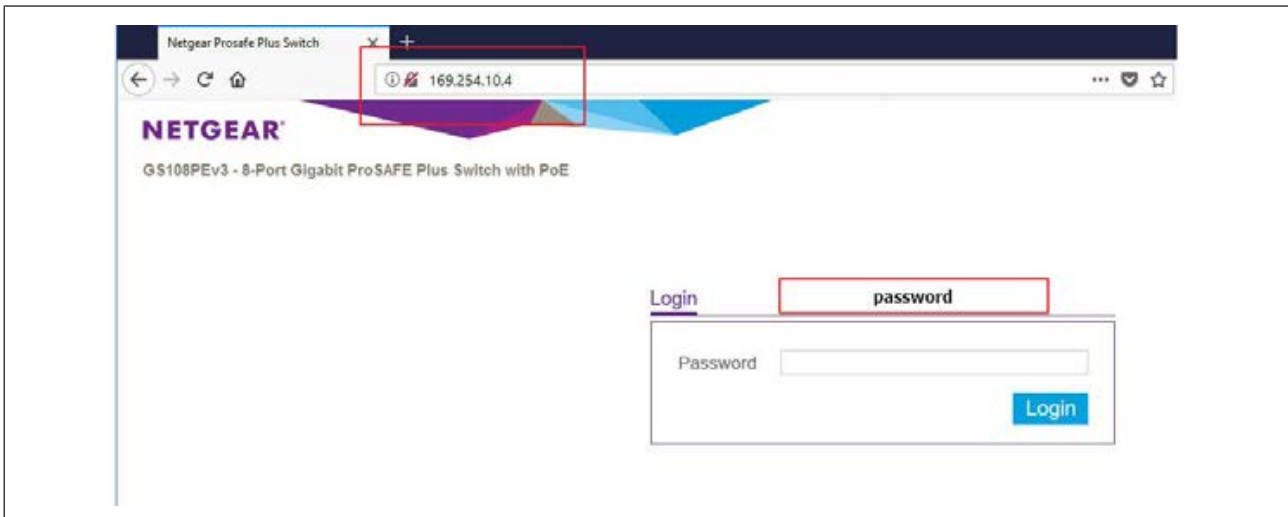 Netgear Prosafe Plus Switch
169.254.10.4
NETGEAR
GS108PEv3 - 8-Port Gigabit ProSAFE Plus Switch with PoE
Login password
Password
Login